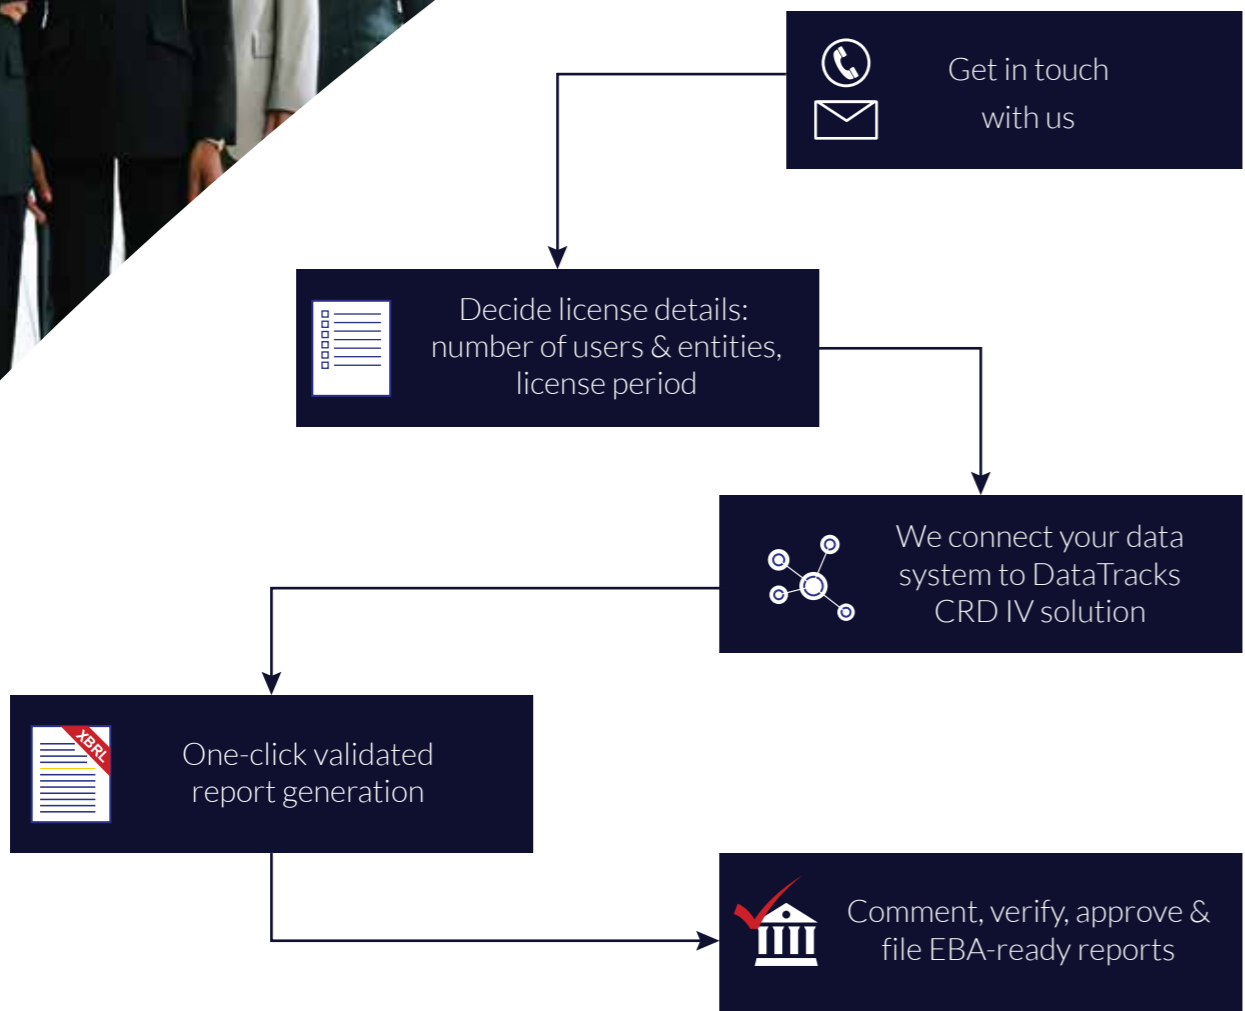 Get in touch
with us
Decide license details:
number of users & entities,
license period
We connect your data
system to DataTracks
CRD IV solution
XBRL
One-click validated
report generation
Comment, verify, approve &
file EBA-ready reports